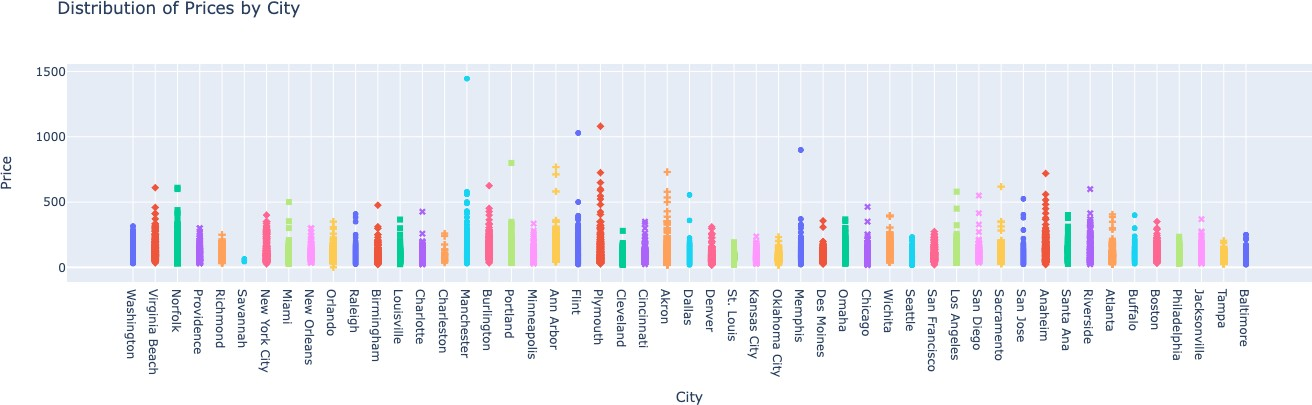 Distribution of Prices by City
1500
1000
500
0
Price
Washington
Virginia Beach
Norfolk
Providence
Richmond
Savannah
New York City
Miami
New Orleans
Orlando
Raleigh
Birmingham
Louisville
Charlotte
Charleston
Manchester
Burlington
Portland
Minneapolis
Ann Arbor
Flint
Plymouth
Cleveland
Cincinnati
Akron
Dallas
Denver
St. Louis
Kansas City
Oklahoma City
Memphis
Des Moines
Omaha
Chicago
Wichita
Seattle
San Francisco
Los Angeles
San Diego
Sacramento
San Jose
Anaheim
Santa Ana
Riverside
Atlanta
Buffalo
Boston
Philadelphia
Jacksonville
Tampa
Baltimore
City